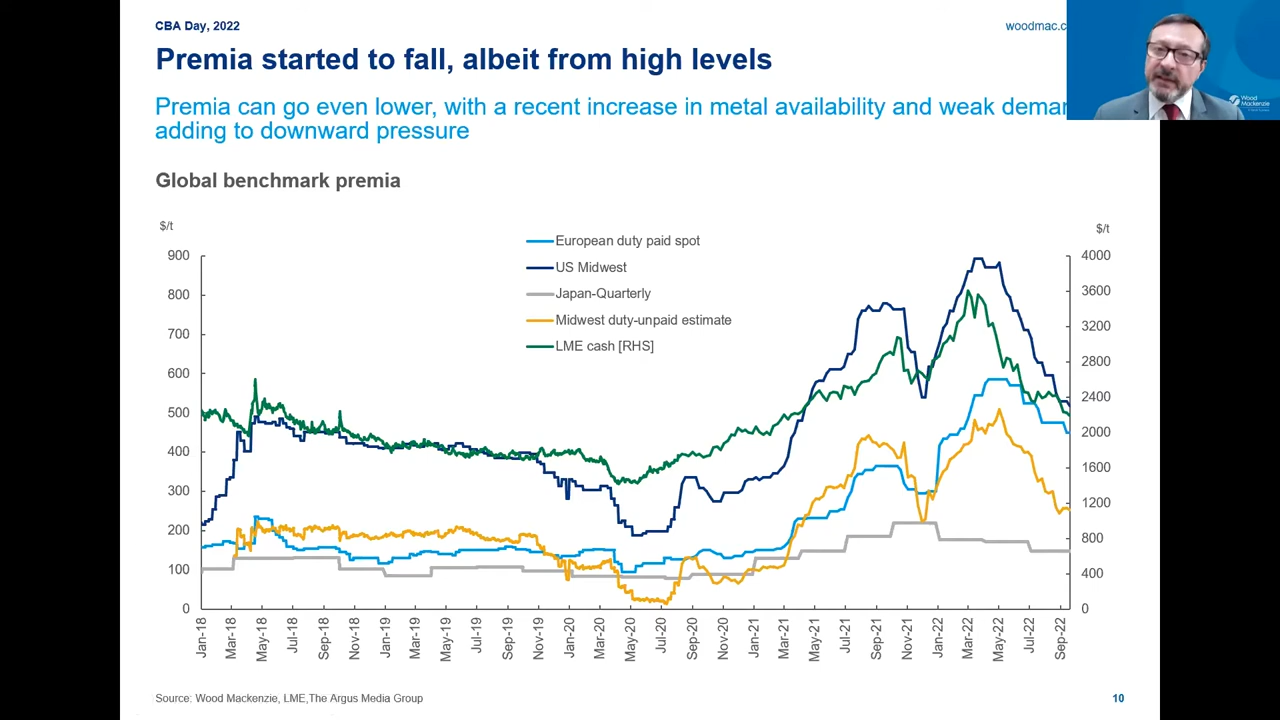 CBA Day, 2022
woodmac.c
Premia started to fall, albeit from high levels
Premia can go even lower, with a recent increase in metal availability and weak demar
adding to downward pressure
Wood
Mackenzie
Global benchmark premia
$/t
$/t
European duty paid spot
US Midwest
Japan-Quarterly
Midwest duty-unpaid estimate
LME cash [RHS]
900
800
700
600
500
400
300
200
100
0
4000
3600
3200
2800
2400
2000
1600
1200
800
400
0
Jan-18
Mar-18
May-18
Jul-18
Sep-18
Nov-18
Jan-19
Mar-19
May-19
Jul-19
Sep-19
Nov-19
Jan-20
Mar-20
May-20
Jul-20
Sep-20
Nov-20
Jan-21
Mar-21
May-21
Jul-21
Sep-21
Nov-21
Jan-22
Mar-22
May-22
Jul-22
Sep-22
Source: Wood Mackenzie, LME,The Argus Media Group
10